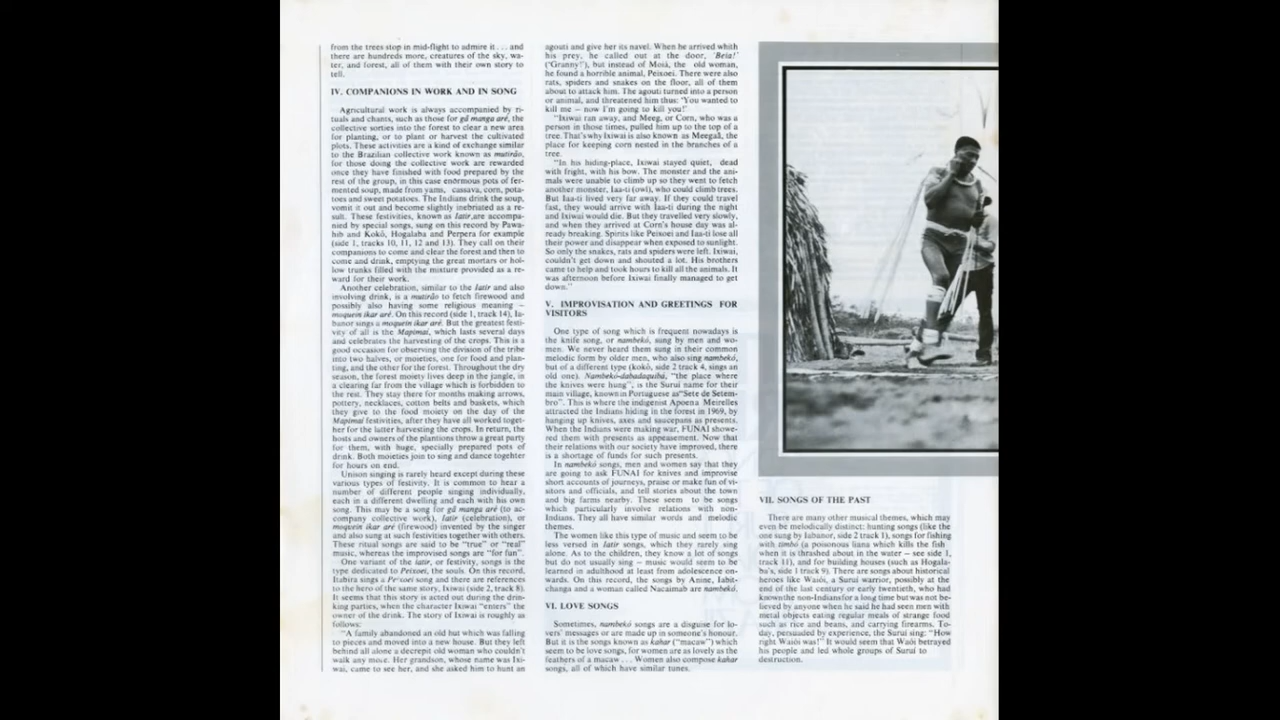 from the trees stop in mid-flight to admire it . . . and
there are hundreds more, creatures of the sky, wa-
ter, and forest, all of them with their own story to
tell.
IV. COMPANIONS IN WORK AND IN SONG
Agricultural work is always accompanied by ri-
tuals and chants, such as those for gã manga aré, the
collective sorties into the forest to clear a new area
for planting, or to plant or harvest the cultivated
plots. These activities are a kind of exchange similar
to the Brazilian collective work known as mutirão,
for those doing the collective work are rewarded
once they have finished with food prepared by the
rest of the group, in this case enórmous pots of fer-
mented soup, made from yams, cassava, corn, pota-
toes and sweet potatoes. The Indians drink the soup,
vomit it out and become slightly inebriated as a re-
sult. These festivities, known as Iatir,are accompa-
nied by special songs, sung on this record by Pawa-
hib and Kokô, Hogalaba and Perpera for example
(side 1, tracks 10, 11, 12 and 13). They call on their
companions to come and clear the forest and then to
come and drink, emptying the great mortars or hol-
low trunks filled with the mixture provided as a re-
ward for their work.
Another celebration, similar to the Iatir and also
involving drink, is a mutirão to fetch firewood and
possibly also having some religious meaning –
moquein ikar aré. On this record (side 1, track 14), Ia-
banor sings a moquein ikar aré. But the greatest festi-
vity of all is the Mapimaí, which lasts several days
and celebrates the harvesting of the crops. This is a
good occasion for observing the division of the tribe
into two halves, or moieties, one for food and plan-
ting, and the other for the forest. Throughout the dry
season, the forest moiety lives deep in the jungle, in
a clearing far from the village which is forbidden to
the rest. They stay there for months making arrows,
pottery, necklaces, cotton belts and baskets, which
they give to the food moiety on the day of the
Mapimaí festivities, after they have all worked toget-
her for the latter harvesting the crops. In return, the
hosts and owners of the plantions throw a great party
for them, with huge, specially prepared pots of
drink. Both moieties join to sing and dance togehter
for hours on end.
Unison singing is rarely heard except during these
various types of festivity. It is common to hear a
number of different people singing individually,
each in a different dwelling and each with his own
song. This may be a song for gã manga aré (to ac-
company collective work), Iatir (celebration), or
moquein ikar aré (firewood) invented by the singer
and also sung at such festivities together with others.
These ritual songs are said to be "true" or "real"
music, whereas the improvised songs are "for fun".
One variant of the Iatir, or festivity, songs is the
type dedicated to Peixoei, the souls. On this record,
Itabira sings a Peixoei song and there are references
to the hero of the same story, Ixiwai (side 2, track 8).
It seems that this story is acted out during the drin-
king parties, when the character Ixiwai "enters" the
owner of the drink. The story of Ixiwai is roughly as
follows:
"A family abandoned an old hut which was falling
to pieces and moved into a new house. But they left
behind all alone a decrepit old woman who couldn't
walk any more. Her grandson, whose name was Ixi-
wai, came to see her, and she asked him to hunt an
agouti and give her its navel. When he arrived whith
his prey, he called out at the door, 'Beia!'
('Granny!'), but instead of Mosã, the old woman,
he found a horrible animal, Peixoei. There were also
rats, spiders and snakes on the floor, all of them
about to attack him. The agouti turned into a person
or animal, and threatened him thus: 'You wanted to
kill me – now I'm going to kill you!'
"Ixiwai ran away, and Meeg, or Corn, who was a
person in those times, pulled him up to the top of a
tree. That's why Ixiwai is also known as Meegaã, the
place for keeping corn nested in the branches of a
tree.
"In his hiding-place, Ixiwai stayed quiet, dead
with fright, with his bow. The monster and the ani-
mals were unable to climb up so they went to fetch
another monster, Iaa-ti (owl), who could climb trees.
But Iaa-ti lived very far away. If they could travel
fast, they would arrive with Iaa-ti during the night
and Ixiwai would die. But they travelled very slowly,
and when they arrived at Corn's house day was al-
ready breaking. Spirits like Peixoei and Iaa-ti lose all
their power and disappear when exposed to sunlight.
So only the snakes, rats and spiders were left. Ixiwai,
couldn't get down and shouted a lot. His brothers
came to help and took hours to kill all the animals. It
was afternoon before Ixiwai finally managed to get
down."
V. IMPROVISATION AND GREETINGS FOR
VISITORS
One type of song which is frequent nowadays is
the knife song, or nambekó, sung by men and wo-
men. We never heard them sung in their common
melodic form by older men, who also sing nambekó,
but of a different type (kokô, side 2 track 4, sings an
old one). Nambekó-dabadaquibá, "the place where
the knives were hung", is the Suruí name for their
main village, known in Portuguese as"Sete de Setem-
bro". This is where the indigenist Apoena Meirelles
attracted the Indians hiding in the forest in 1969, by
hanging up knives, axes and saucepans as presents.
When the Indians were making war, FUNAI showe-
red them with presents as appeasement. Now that
their relations with our society have improved, there
is a shortage of funds for such presents.
In nambekó songs, men and women say that they
are going to ask FUNAI for knives and improvise
short accounts of journeys, praise or make fun of vi-
sitors and officials, and tell stories about the town
and big farms nearby. These seem to be songs
which particularly involve relations with non-
Indians. They all have similar words and melodic
themes.
The women like this type of music and seem to be
less versed in Iatir songs, which they rarely sing
alone. As to the children, they know a lot of songs
but do not usually sing – music would seem to be
learned in adulthood at least from adolescence on-
wards. On this record, the songs by Anine, Iabit-
changa and a woman called Nacaimab are nambekó.
VI. LOVE SONGS
Sometimes, nambekó songs are a disguise for lo-
vers' messages or are made up in someone's honour.
But it is the songs known as kahar ("macaw") which
seem to be love songs, for women are as lovely as the
feathers of a macaw . . . Women also compose kahar
songs, all of which have similar tunes.
VII. SONGS OF THE PAST
There are many other musical themes, which may
even be melodically distinct: hunting songs (like the
one sung by Iabanor, side 2 track 1), songs for fishing
with timbó (a poisonous liana which kills the fish
when it is thrashed about in the water – see side 1,
track 11), and for building houses (such as Hogala-
ba's, side 1 track 9). There are songs about historical
heroes like Waiói, a Suruí warrior, possibly at the
end of the last century or early twentieth, who had
known the non-Indians for a long time but was not be-
lieved by anyone when he said he had seen men with
metal objects eating regular meals of strange food
such as rice and beans, and carrying firearms. To-
day, persuaded by experience, the Suruí sing: "How
right Waiói was!" It would seem that Waói betrayed
his people and led whole groups of Suruí to
destruction.